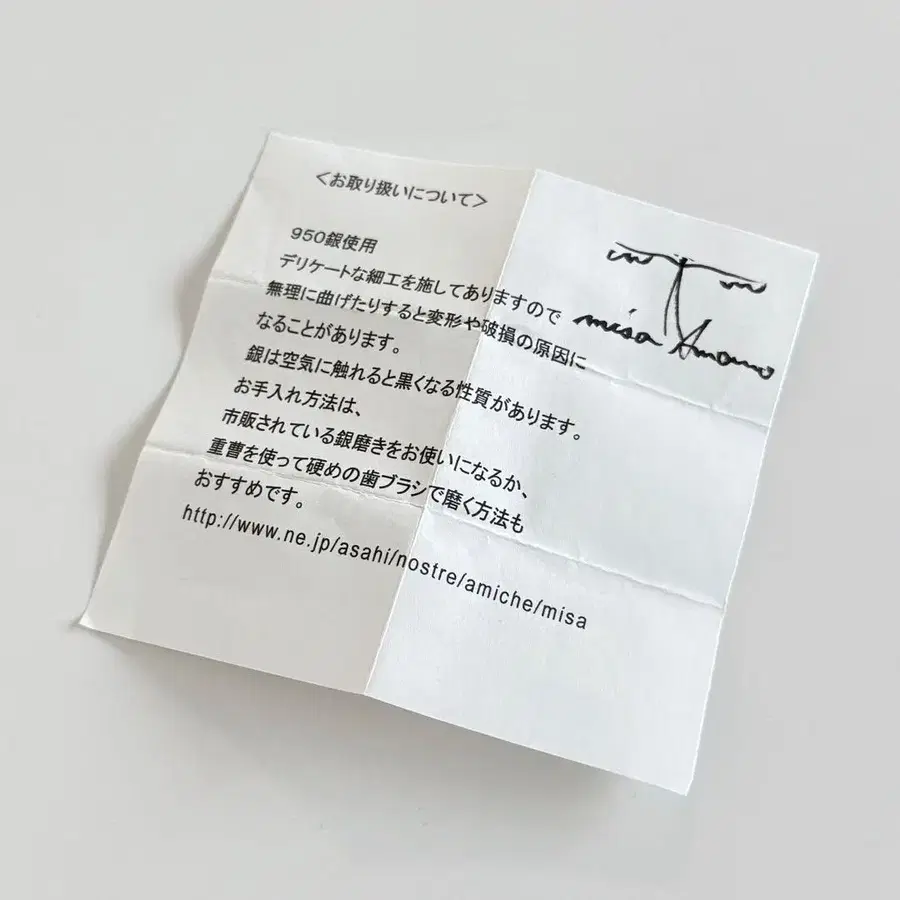 <お取り扱いについて>
950銀使用
デリケートな細工を施してありますので
無理に曲げたりすると変形や破損の原因に
なることがあります。
銀は空気に触れると黒くなる性質があります。
お手入れ方法は、
市販されている銀磨きをお使いになるか、
重曹を使って硬めの歯ブラシで磨く方法も
おすすめです。
http://www.ne.jp/asahi/nostre/amiche/misa
misa Amano